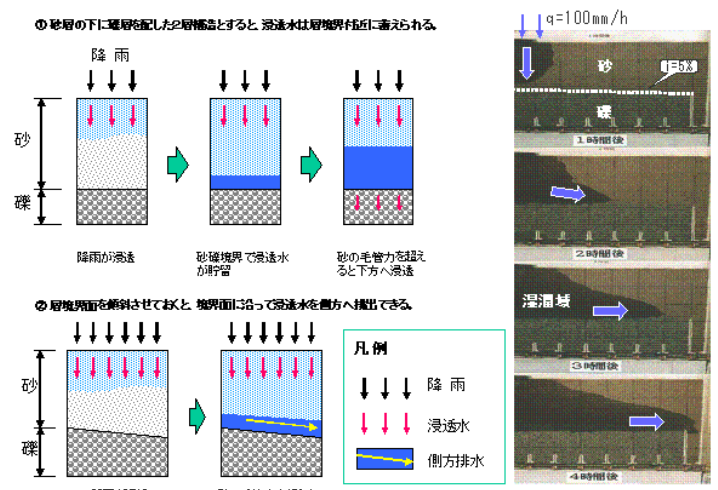 ① 砂層の下に礫層を配した2層構造とすると、浸透水は層境界付近に蓄えられる。
降 雨
砂
礫
降雨が浸透
砂礫境界で浸透水
が貯留
砂の毛管力を超え
ると下方へ浸透
② 層境界面を傾斜させておくと、境界面に沿って浸透水を側方へ排出できる。
砂
礫
凡 例
降 雨
浸透水
側方排水
q=100mm/h
砂
i=5%
礫
1時間後
2時間後
湿潤域
3時間後
4時間後